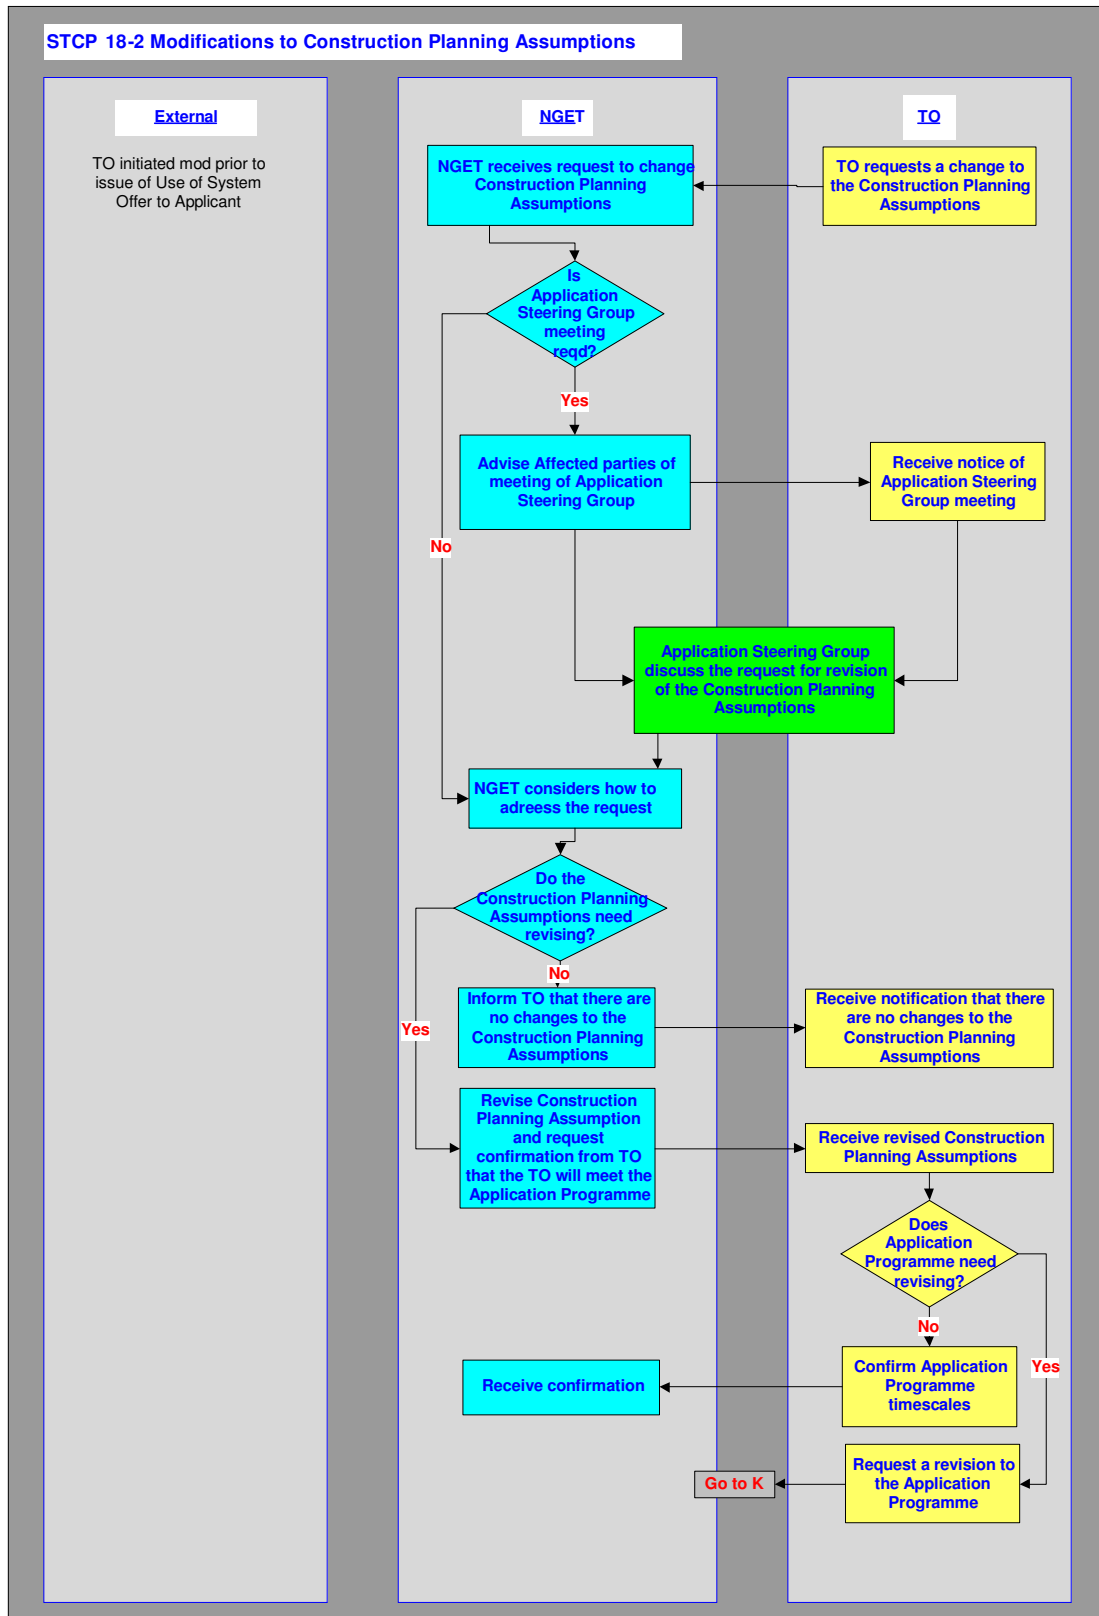 STCP 18-2 Modifications to Construction Planning Assumptions
External
NGET
TO
TO initiated mod prior to
issue of Use of System
Offer to Applicant
NGET receives request to change
Construction Planning
Assumptions
TO requests a change to
the Construction Planning
Assumptions
Is
Application
Steering Group
meeting
reqd?
Yes
Advise Affected parties of
meeting of Application
Steering Group
Receive notice of
Application Steering
Group meeting
No
Application Steering Group
discuss the request for revision
of the Construction Planning
Assumptions
NGET considers how to
adreess the request
Do the
Construction Planning
Assumptions need
revising?
No
Inform TO that there are
no changes to the
Construction Planning
Assumptions
Receive notification that there
are no changes to the
Construction Planning
Assumptions
Yes
Revise Construction
Planning Assumption
and request
confirmation from TO
that the TO will meet the
Application Programme
Receive revised Construction
Planning Assumptions
Does
Application
Programme need
revising?
No
Yes
Receive confirmation
Confirm Application
Programme
timescales
Go to K
Request a revision to
the Application
Programme